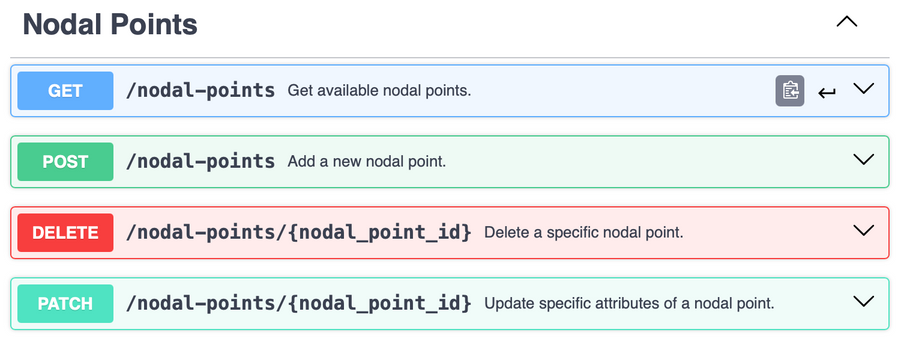 Nodal Points
GET /nodal-points Get available nodal points.
POST /nodal-points Add a new nodal point.
DELETE /nodal-points/{nodal_point_id} Delete a specific nodal point.
PATCH /nodal-points/{nodal_point_id} Update specific attributes of a nodal point.